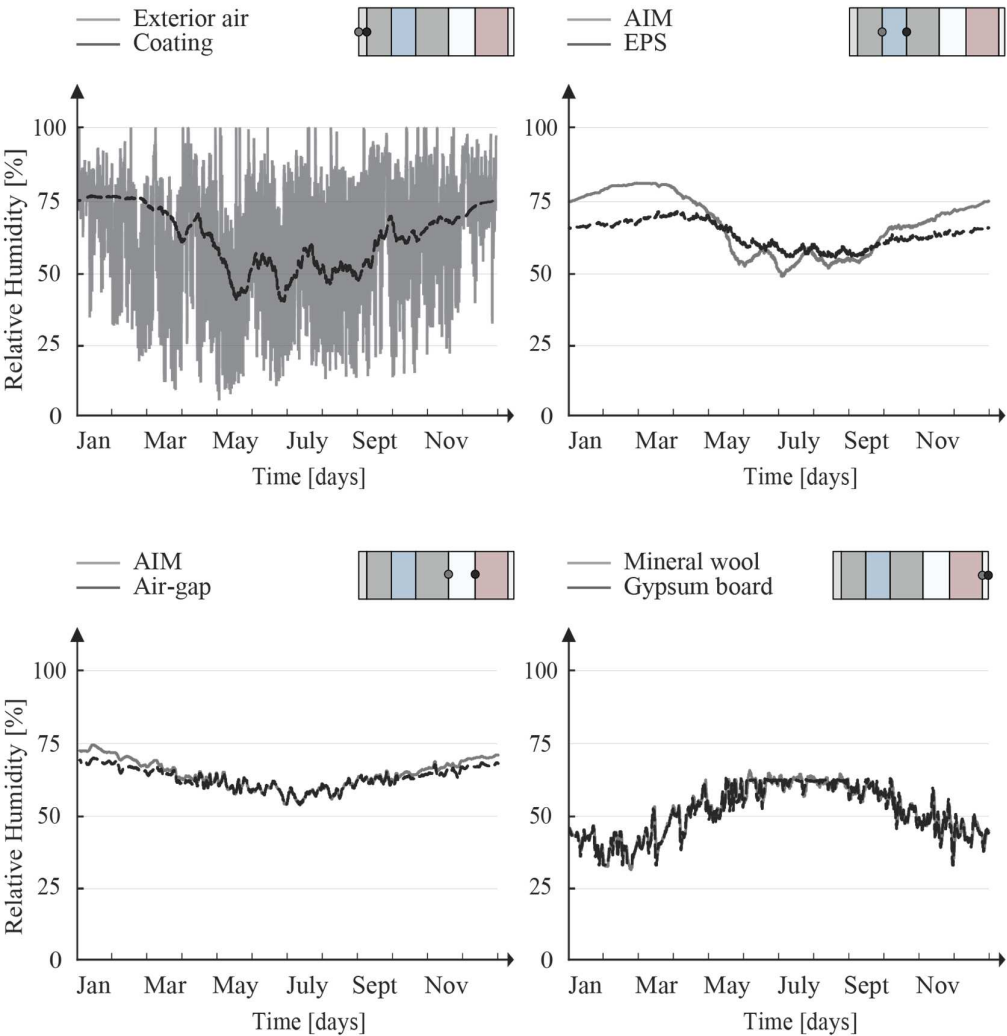 Exterior air
Coating
AIM
EPS
Relative Humidity [%]
100
75
50
25
0
Jan Mar May July Sept Nov
Time [days]
100
75
50
25
0
Jan Mar May July Sept Nov
Time [days]
AIM
Air-gap
Mineral wool
Gypsum board
Relative Humidity [%]
100
75
50
25
0
Jan Mar May July Sept Nov
Time [days]
100
75
50
25
0
Jan Mar May July Sept Nov
Time [days]